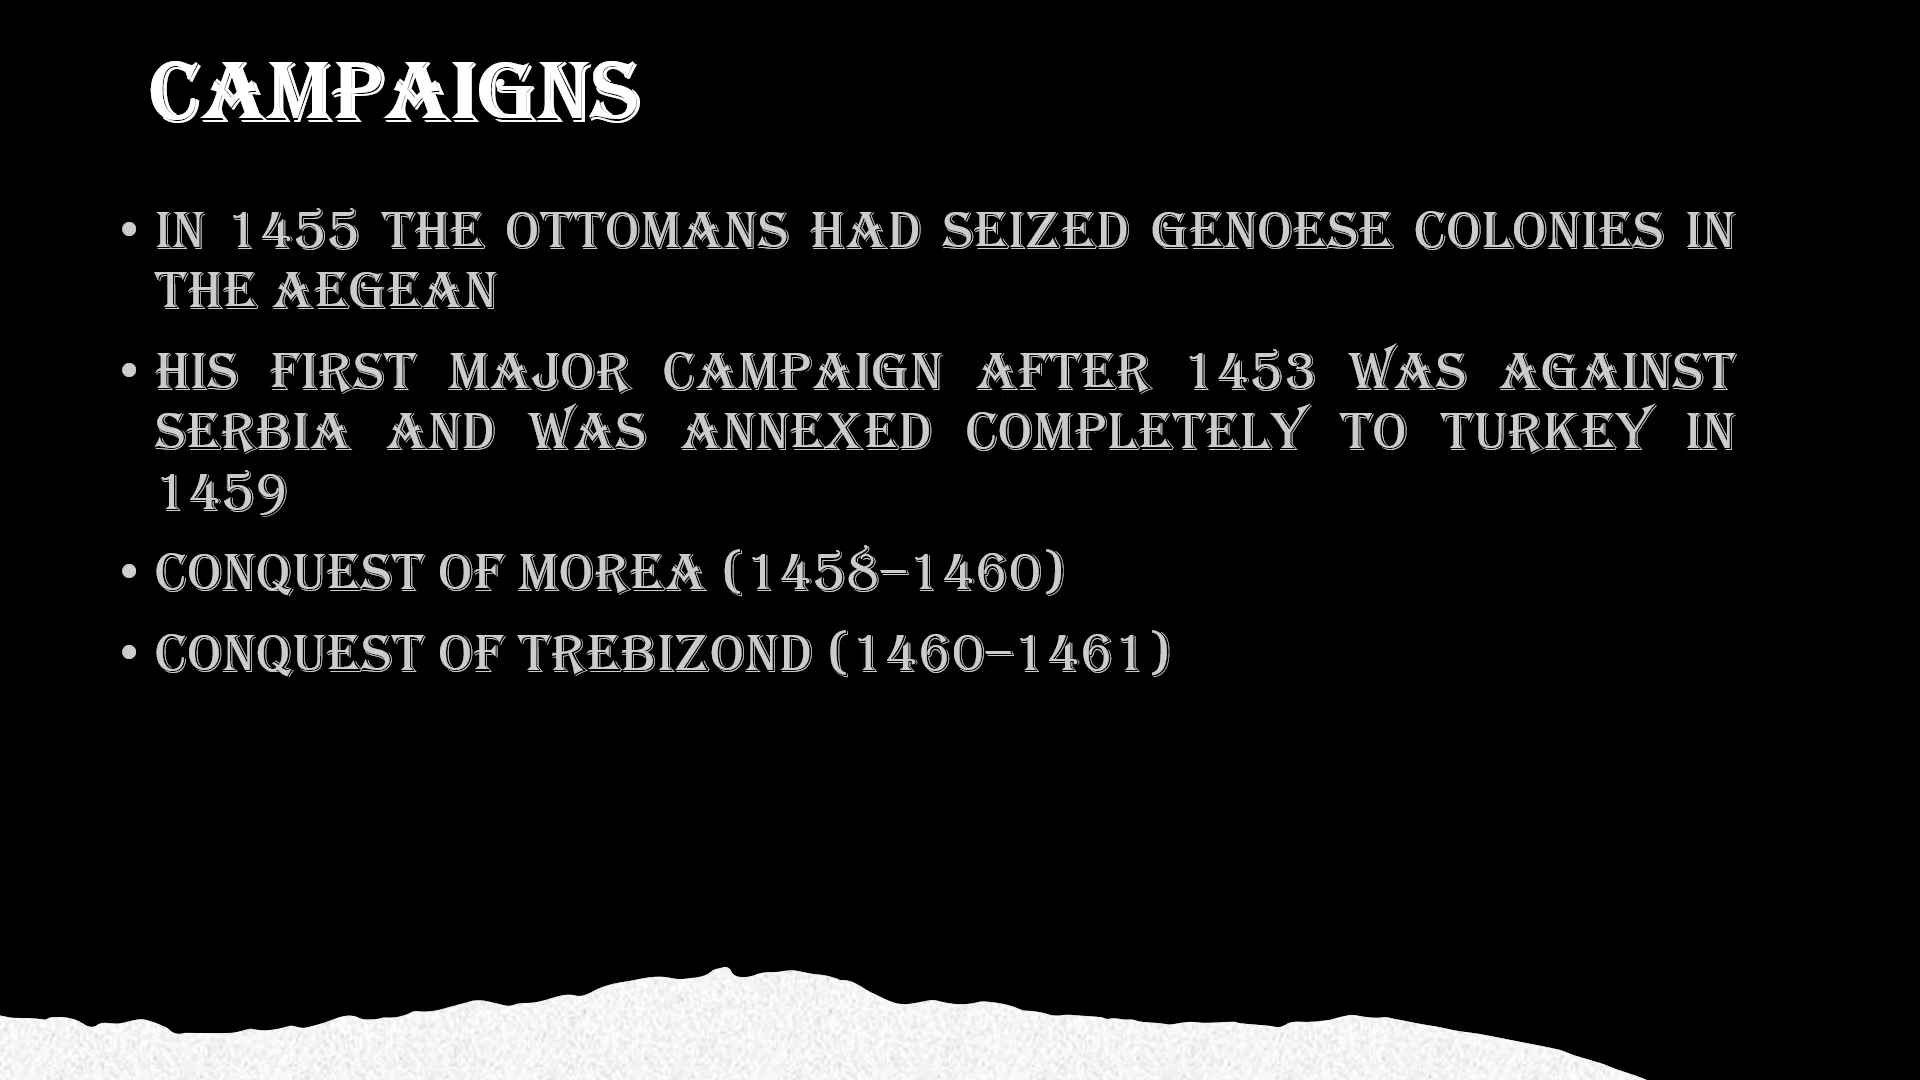 CAMPAIGNS
• IN 1455 THE OTTOMANS HAD SEIZED GENOESE COLONIES IN
THE AEGEAN
• HIS FIRST MAJOR CAMPAIGN AFTER 1453 WAS AGAINST
SERBIA AND WAS ANNEXED COMPLETELY TO TURKEY IN
1459
• CONQUEST OF MOREA (1458–1460)
• CONQUEST OF TREBIZOND (1460–1461)